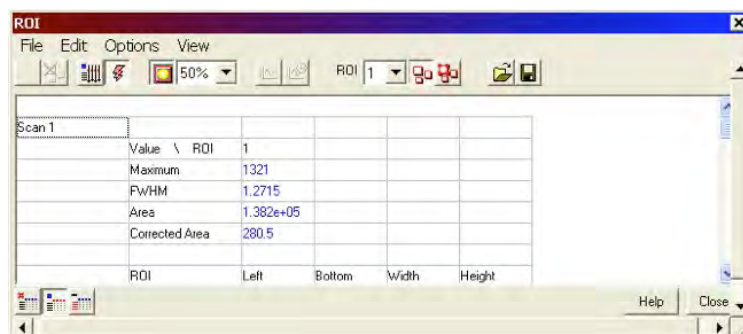 ROI
File Edit Options View
50% ROI 1
Scan 1
Value \ ROI 1
Maximum 1321
FWHM 1.2715
Area 1.382e+05
Corrected Area 280.5
ROI Left Bottom Width Height
Help Close